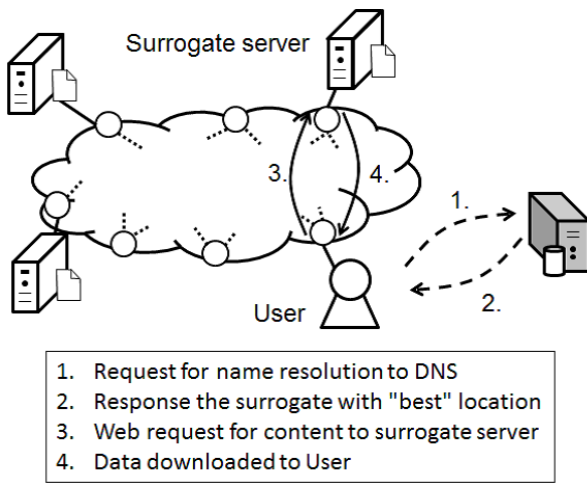 Surrogate server
3.
4.
1.
2.
User
1. Request for name resolution to DNS
2. Response the surrogate with "best" location
3. Web request for content to surrogate server
4. Data downloaded to User